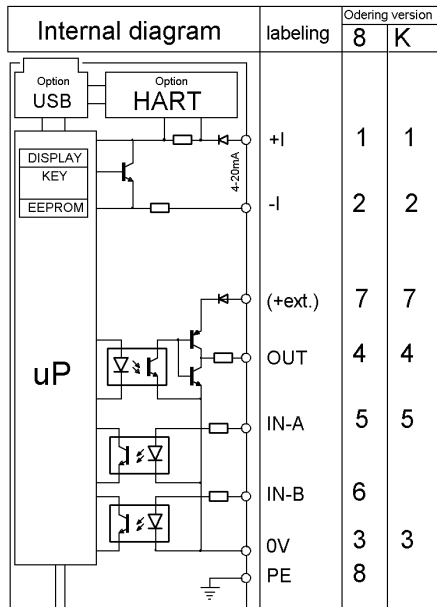 Internal diagram
labeling
Odering version
8 K
Option
USB
Option
HART
DISPLAY
KEY
EEPROM
4-20mA
+I 1 1
-I 2 2
(+ext.) 7 7
uP
OUT 4 4
IN-A 5 5
IN-B 6
0V 3 3
PE 8